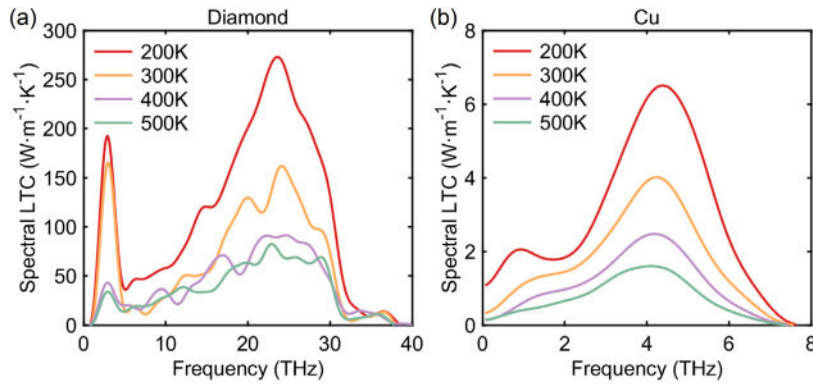 (a) Diamond
300
250
200
150
100
50
0
Spectral LTC (W·m⁻¹·K⁻¹)
200K
300K
400K
500K
0 10 20 30 40
Frequency (THz)
(b) Cu
8
6
4
2
0
Spectral LTC (W·m⁻¹·K⁻¹)
200K
300K
400K
500K
0 2 4 6 8
Frequency (THz)